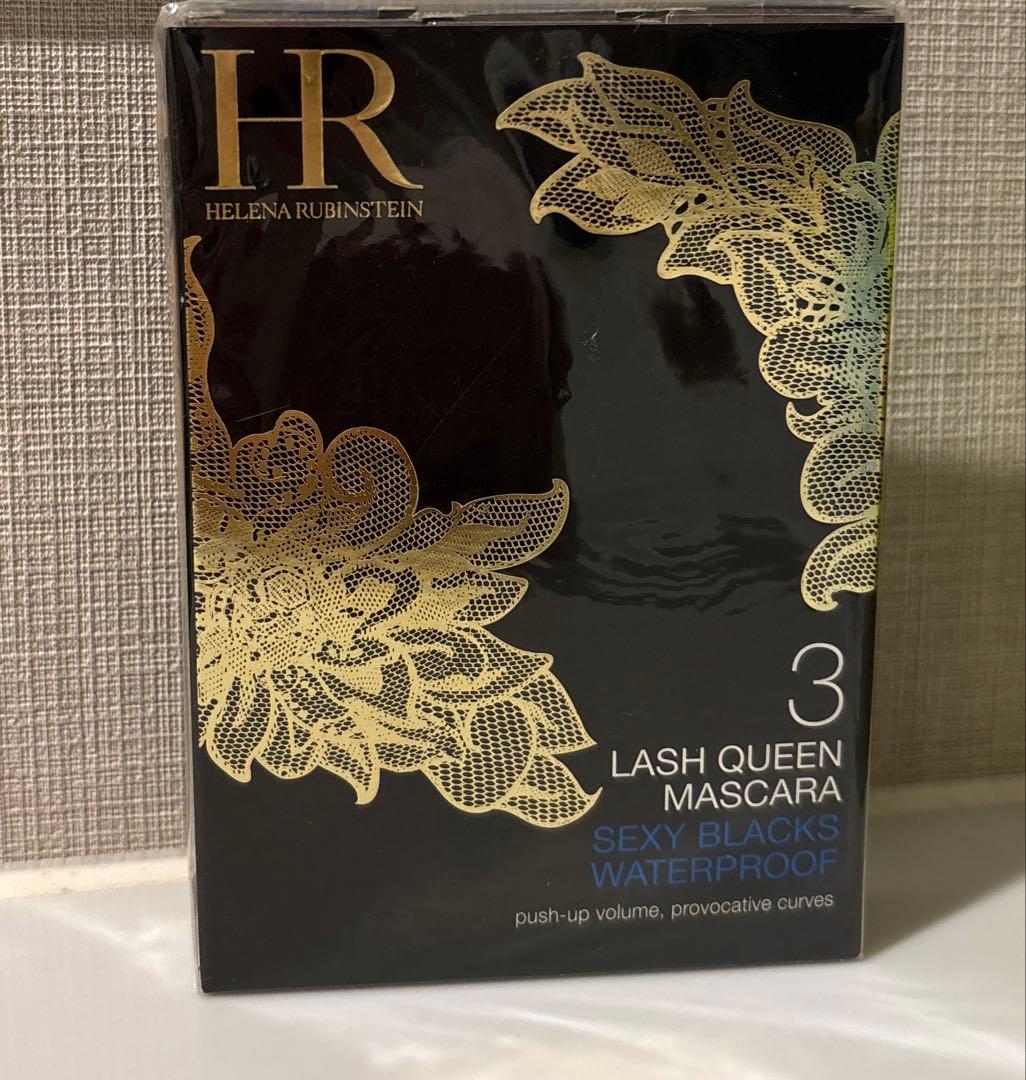 HR
HELENA RUBINSTEIN
3
LASH QUEEN
MASCARA
SEXY BLACKS
WATERPROOF
push-up volume, provocative curves